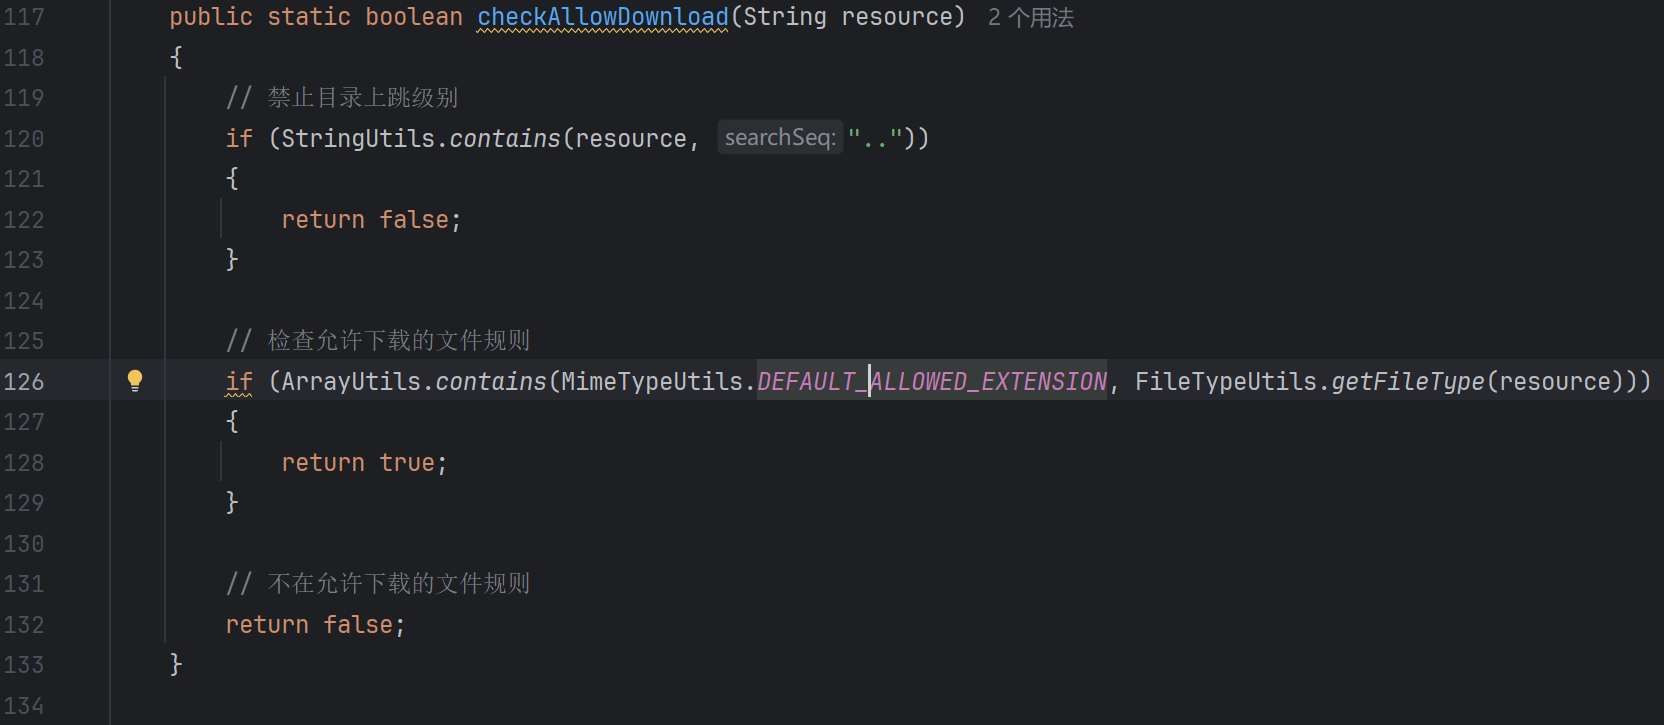 117 public static boolean checkAllowDownload(String resource) 2 个用法
118 {
119 // 禁止目录上跳级别
120 if (StringUtils.contains(resource, searchSeq: ".."))
121 {
122 return false;
123 }
124
125 // 检查允许下载的文件规则
126 if (ArrayUtils.contains(MimeTypeUtils.DEFAULT_ALLOWED_EXTENSION, FileTypeUtils.getFileType(resource)))
127 {
128 return true;
129 }
130
131 // 不在允许下载的文件规则
132 return false;
133 }
134